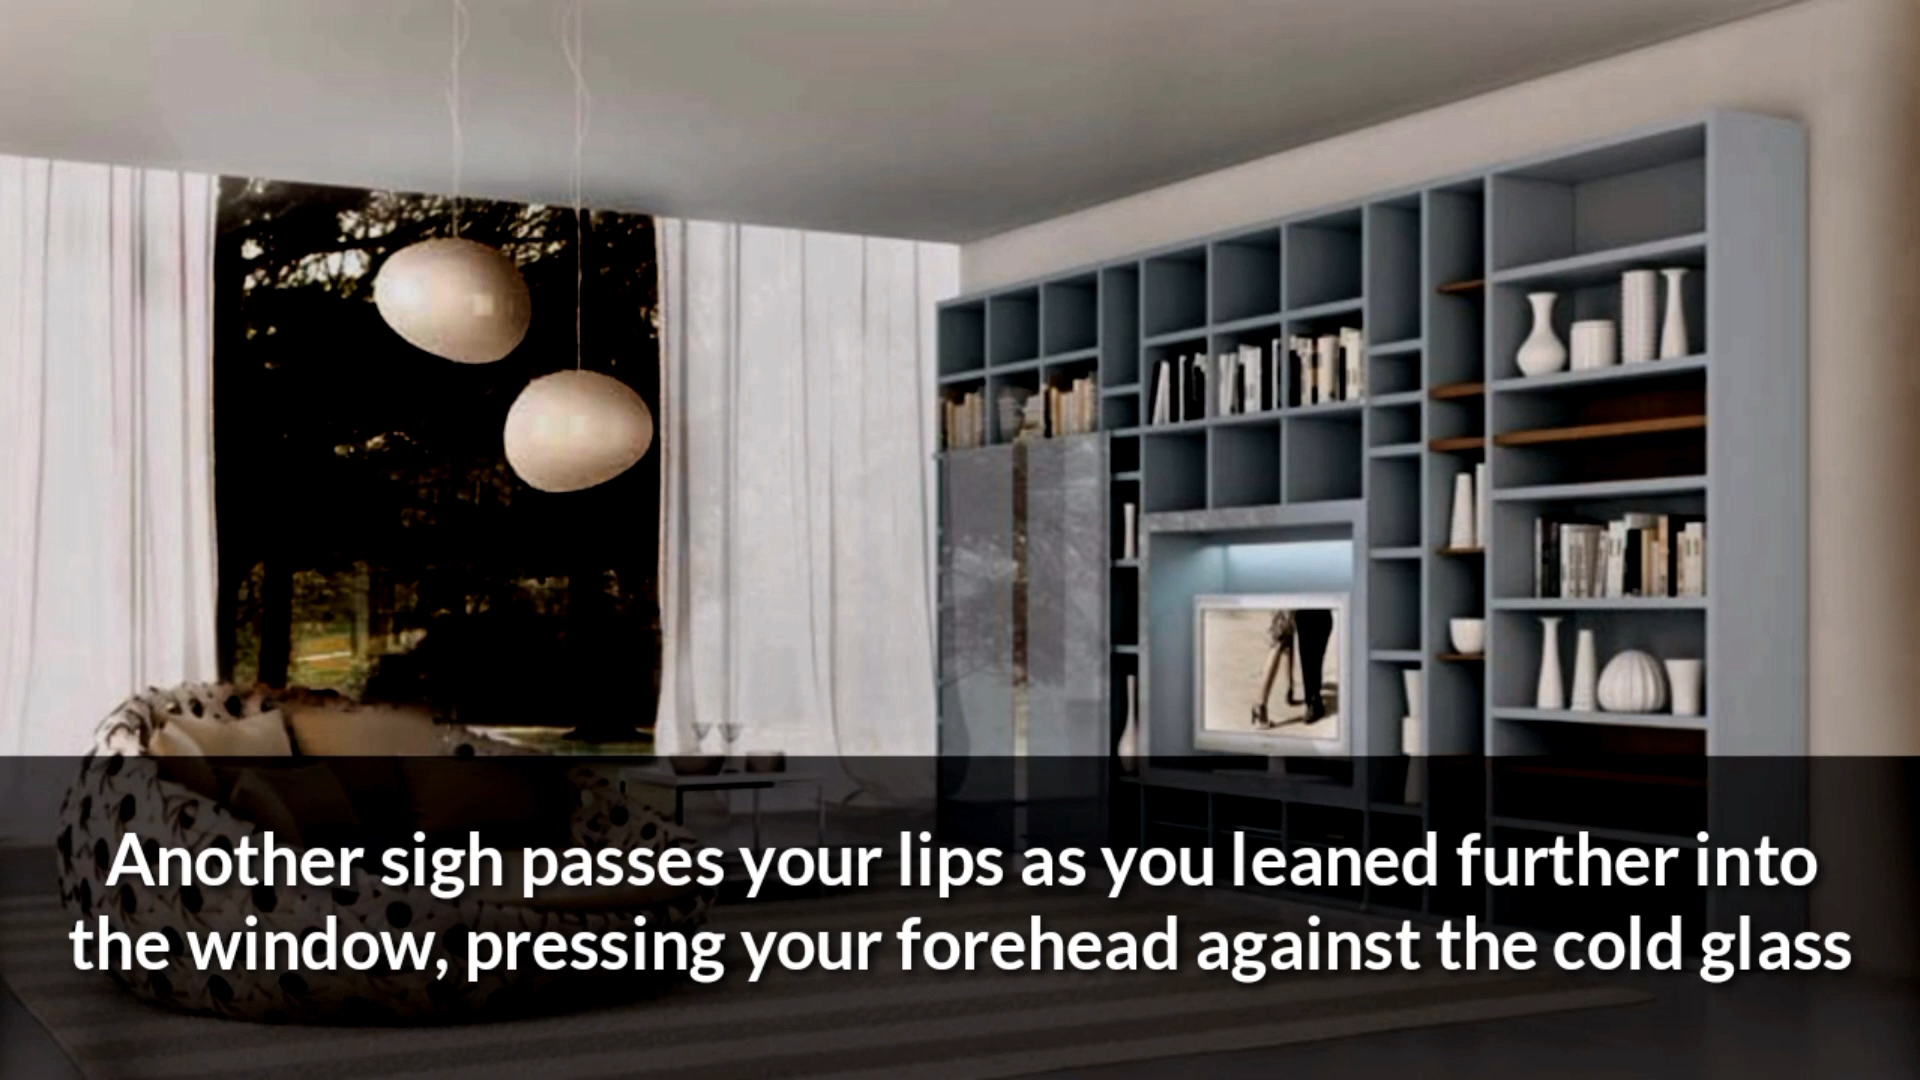 Another sigh passes your lips as you leaned further into
the window, pressing your forehead against the cold glass